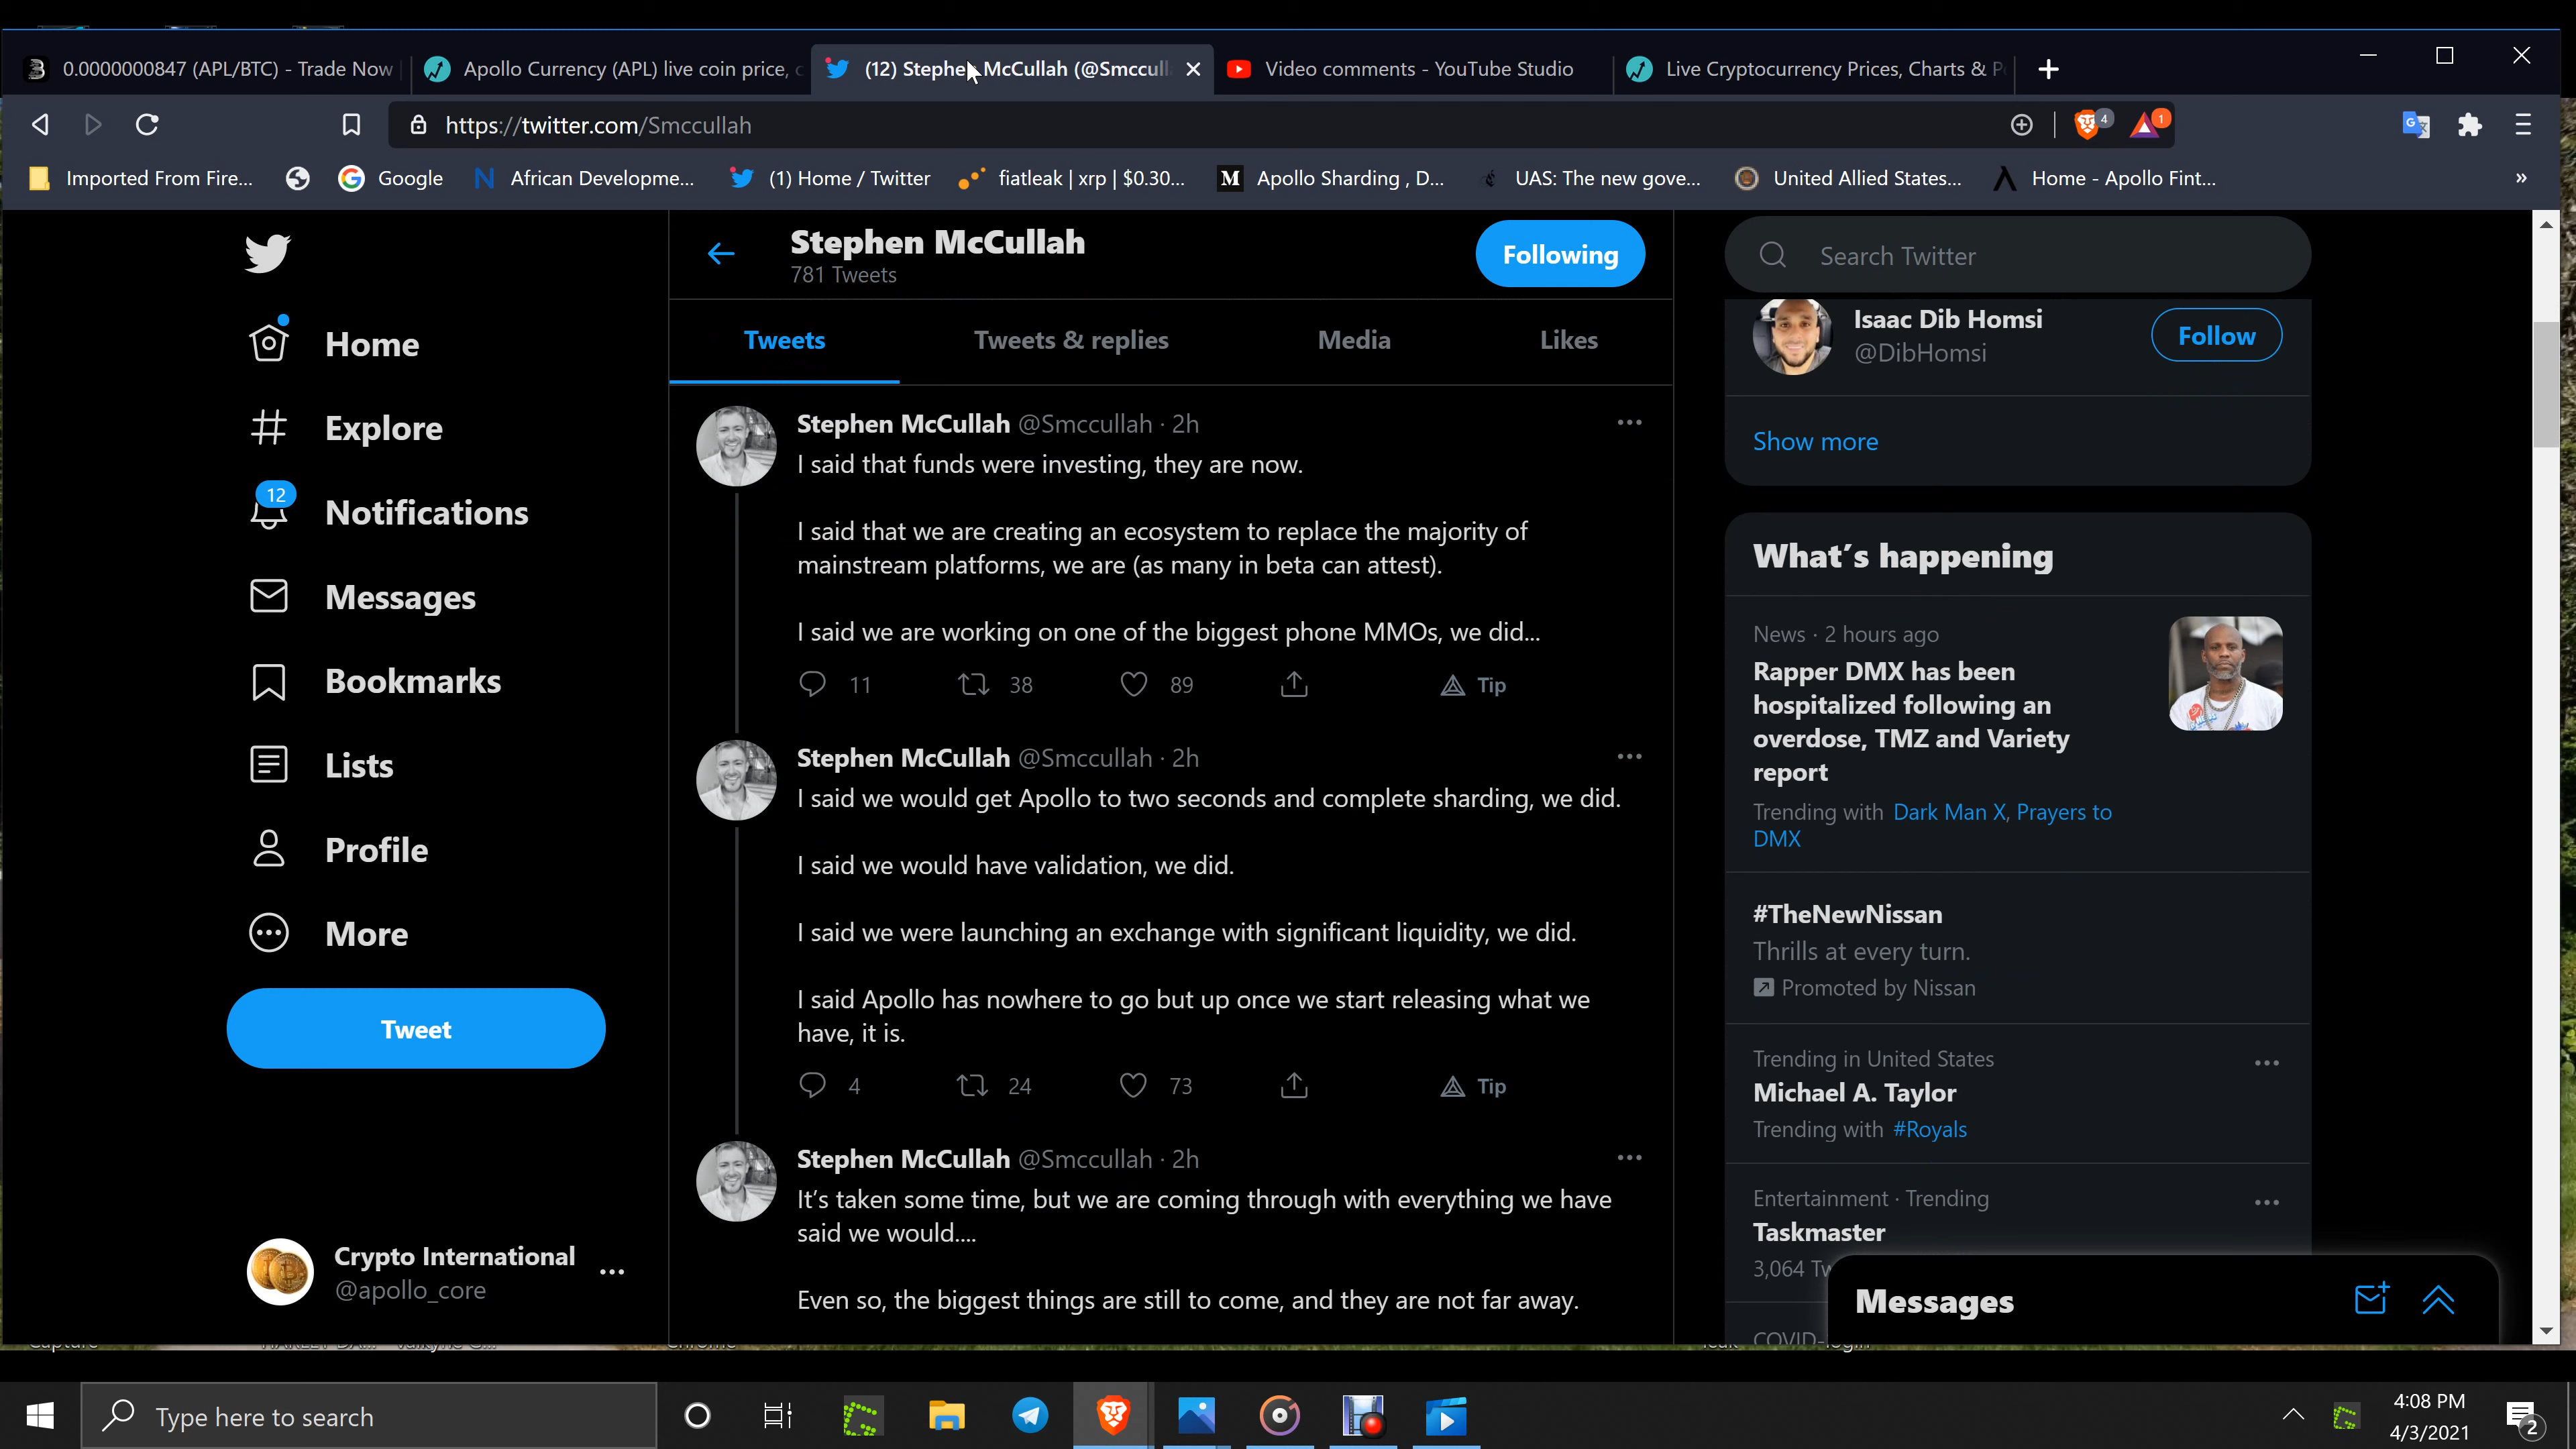 0.0000000847 (APL/BTC) - Trade Now
Apollo Currency (APL) live coin price, c
(12) Stephen McCullah (@Smccull
Video comments - YouTube Studio
Live Cryptocurrency Prices, Charts & P
https://twitter.com/Smccullah
4
1
Imported From Fire...
Google
African Developme...
(1) Home / Twitter
fiatleak | xrp | $0.30...
M
Apollo Sharding , D...
UAS: The new gove...
United Allied States...
Home - Apollo Fint...
»
Home
Explore
12
Notifications
Messages
Bookmarks
Lists
Profile
More
Tweet
Crypto International
@apollo_core
Stephen McCullah
781 Tweets
Following
Tweets
Tweets & replies
Media
Likes
Stephen McCullah @Smccullah · 2h
I said that funds were investing, they are now.
I said that we are creating an ecosystem to replace the majority of
mainstream platforms, we are (as many in beta can attest).
I said we are working on one of the biggest phone MMOs, we did...
11 38 89 Tip
Stephen McCullah @Smccullah · 2h
I said we would get Apollo to two seconds and complete sharding, we did.
I said we would have validation, we did.
I said we were launching an exchange with significant liquidity, we did.
I said Apollo has nowhere to go but up once we start releasing what we
have, it is.
4 24 73 Tip
Stephen McCullah @Smccullah · 2h
It's taken some time, but we are coming through with everything we have
said we would....
Even so, the biggest things are still to come, and they are not far away.
Search Twitter
Isaac Dib Homsi
@DibHomsi
Follow
Show more
What's happening
News · 2 hours ago
Rapper DMX has been
hospitalized following an
overdose, TMZ and Variety
report
Trending with Dark Man X, Prayers to
DMX
#TheNewNissan
Thrills at every turn.
Promoted by Nissan
Trending in United States
Michael A. Taylor
Trending with #Royals
Entertainment · Trending
Taskmaster
3,064 Tw
COVID-
Messages
Type here to search
4:08 PM
4/3/2021
2